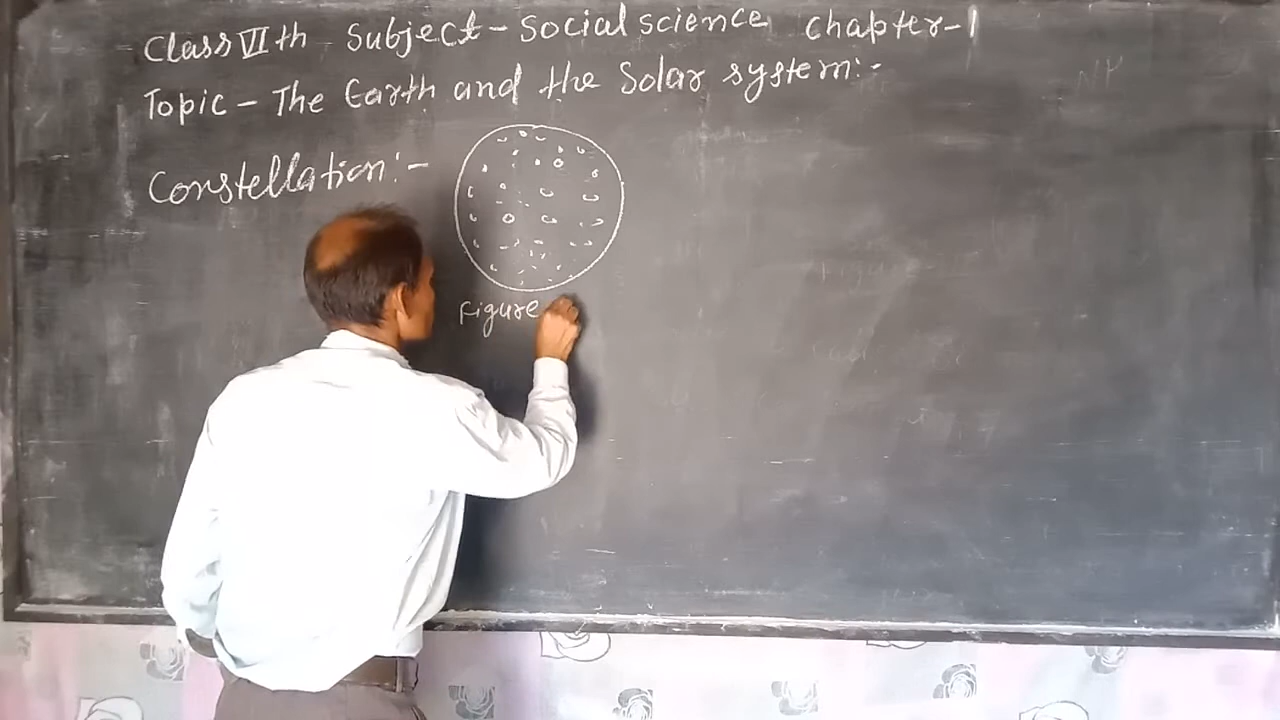 Class VI th Subject - Social science Chapter-1
Topic - The Earth and the Solar system:-
Constellation:-
Figure